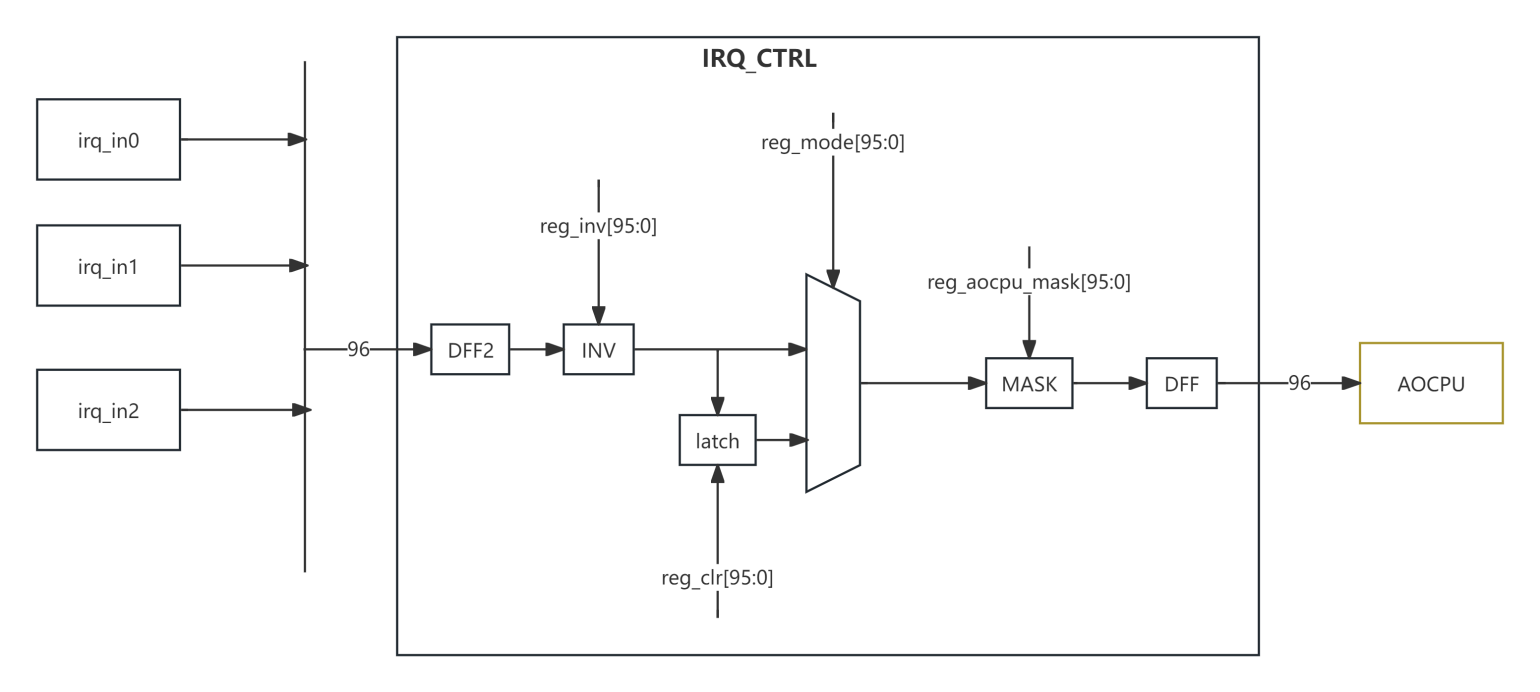 IRQ_CTRL
irq_in0
reg_mode[95:0]
reg_inv[95:0]
irq_in1
reg_aocpu_mask[95:0]
96
DFF2
INV
MASK
DFF
96
AOCPU
irq_in2
latch
reg_clr[95:0]